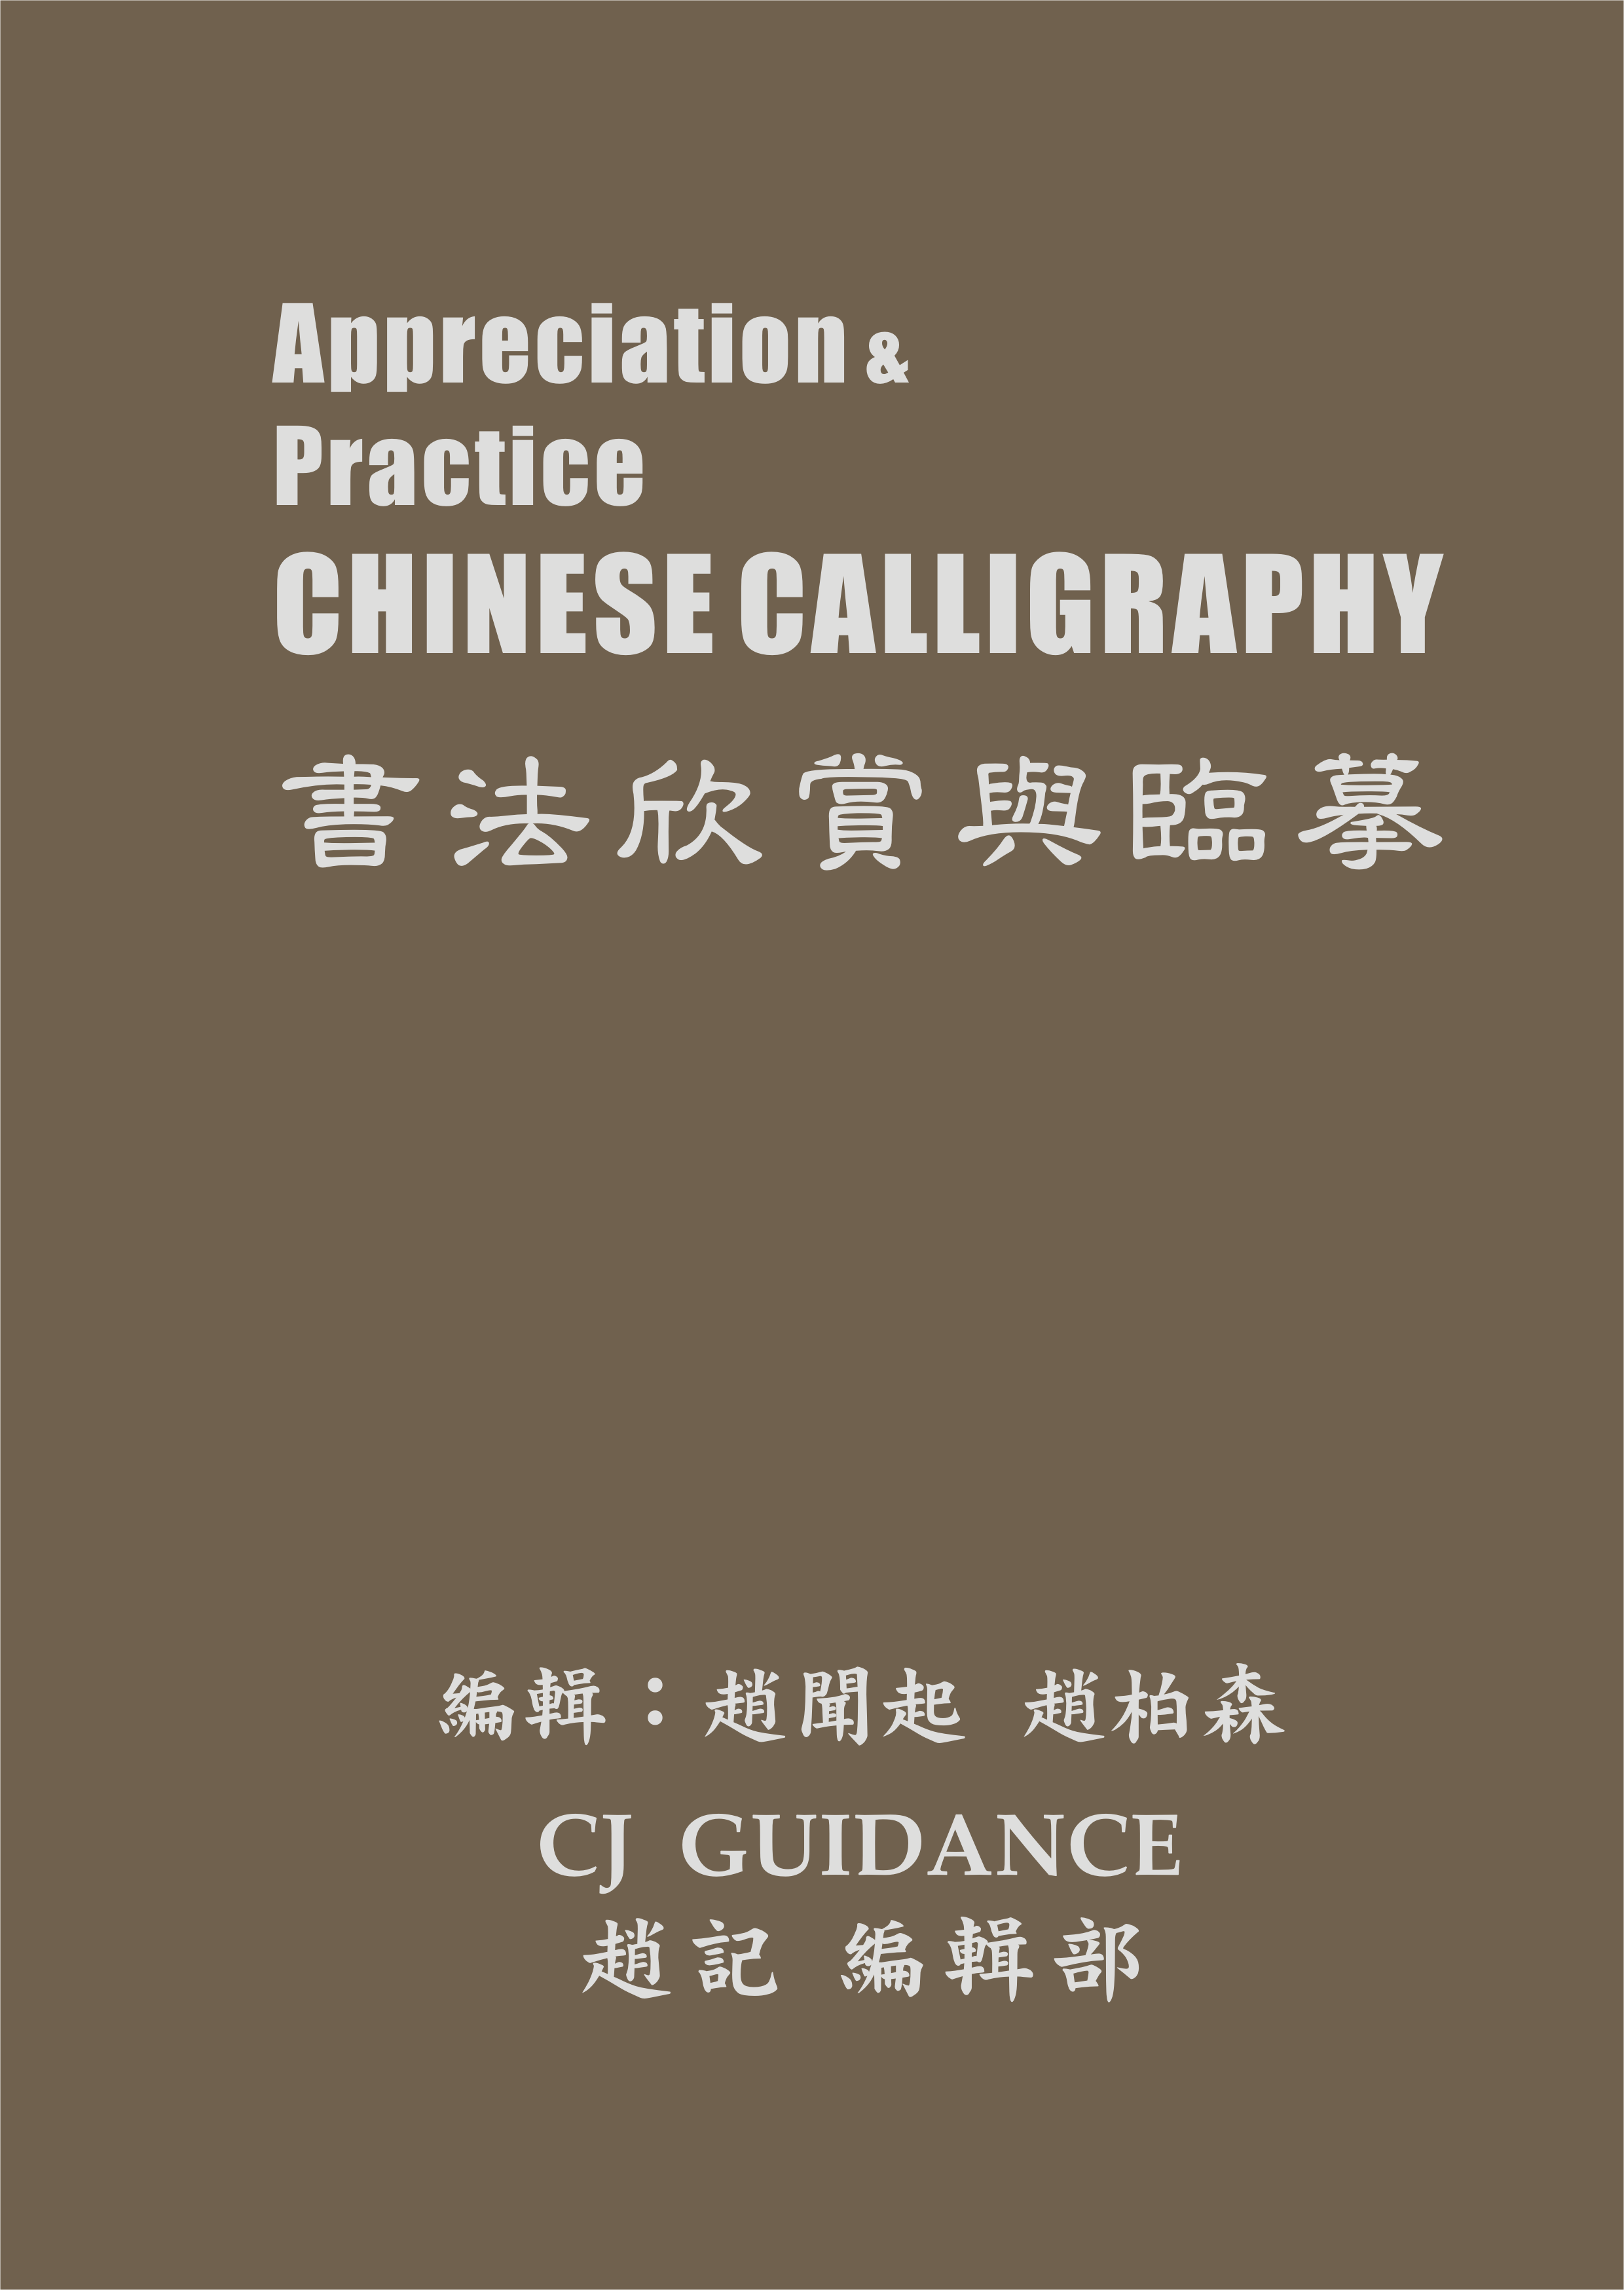 Appreciation &
Practice
CHINESE CALLIGRAPHY
書法欣賞與臨摹
編輯：趙開起 趙柏森
CJ GUIDANCE
趙記 編輯部